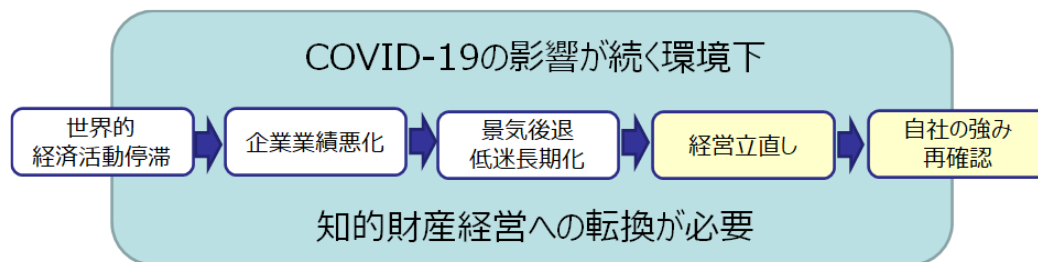 COVID-19の影響が続く環境下
世界的
経済活動停滞
企業業績悪化
景気後退
低迷長期化
経営立直し
自社の強み
再確認
知的財産経営への転換が必要